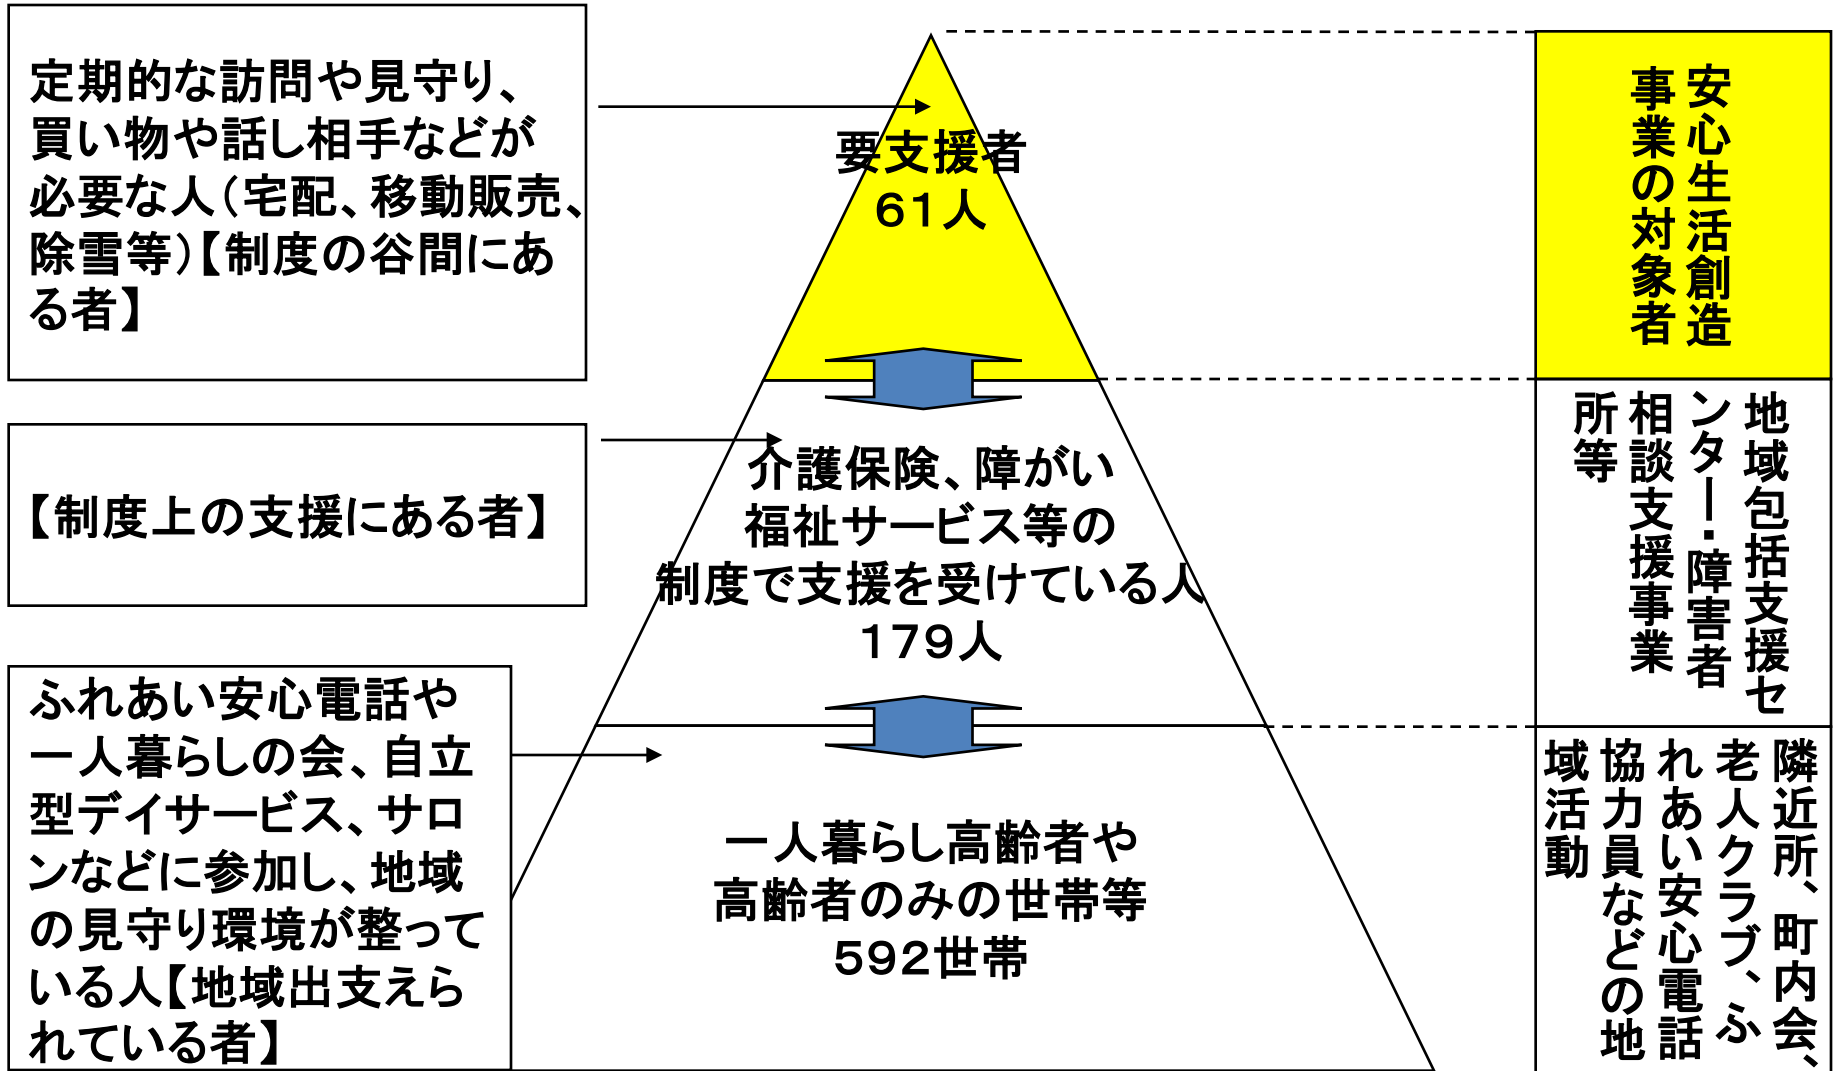 定期的な訪問や見守り、
買い物や話し相手などが
必要な人（宅配、移動販売、
除雪等）【制度の谷間にあ
る者】
要支援者
６１人
安心生活創造
事業の対象者
【制度上の支援にある者】
介護保険、障がい
福祉サービス等の
制度で支援を受けている人
１７９人
地域包括支援セ
ンター・障害者
相談支援事業
所等
ふれあい安心電話や
一人暮らしの会、自立
型デイサービス、サロ
ンなどに参加し、地域
の見守り環境が整って
いる人【地域出支えら
れている者】
一人暮らし高齢者や
高齢者のみの世帯等
５９２世帯
隣近所、町内会、
老人クラブ、ふ
れあい安心電話
協力員などの地
域活動